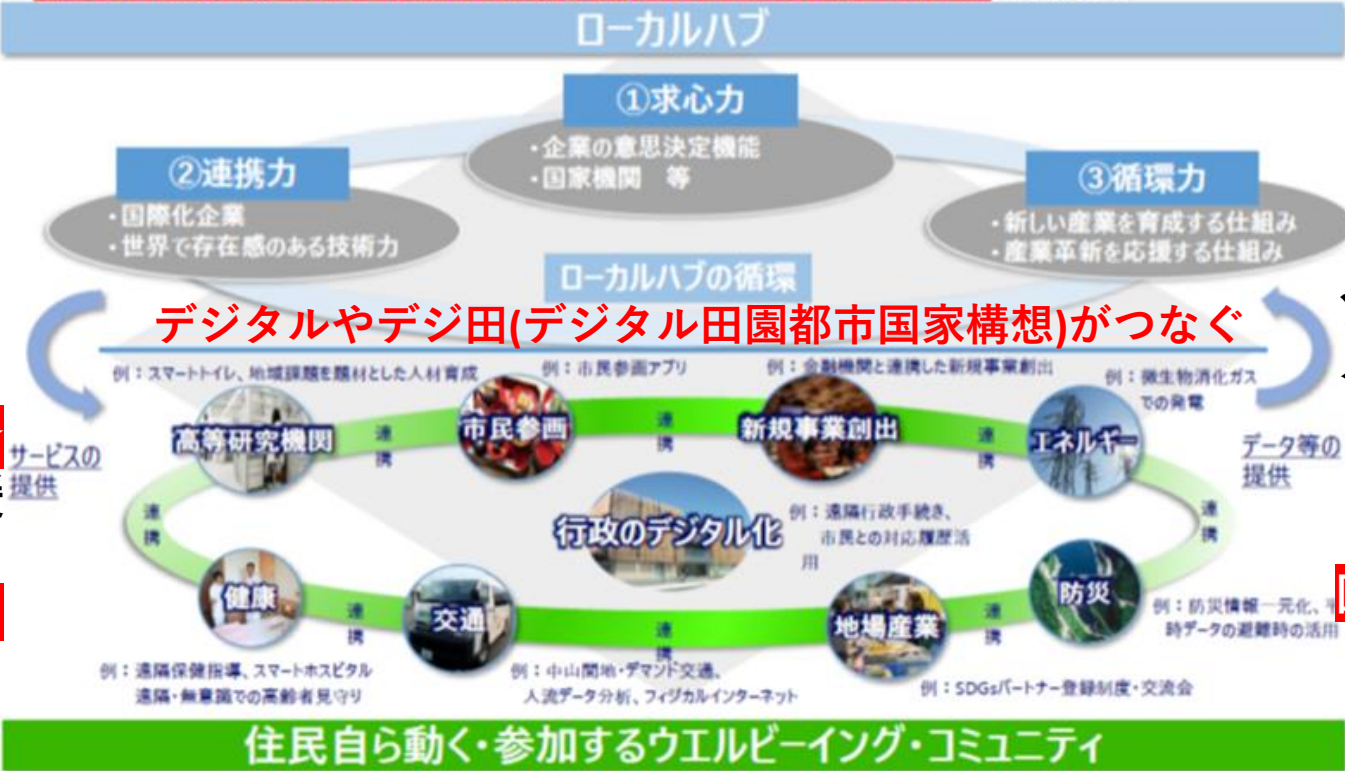 ローカルハブ
①求心力
・企業の意思決定機能
・国家機関　等
②連携力
・国際化企業
・世界で存在感のある技術力
③循環力
・新しい産業を育成する仕組み
・産業革新を応援する仕組み
ローカルハブの循環
デジタルやデジ田(デジタル田園都市国家構想)がつなぐ
例：スマートトイレ、地域課題を題材とした人材育成
例：市民参画アプリ
例：金融機関と連携した新規事業創出
例：微生物消化ガス
での発電
高等研究機関
連
携
市民参画
連
携
新規事業創出
連
携
エネルギー
サービスの
提供
データ等の
提供
連
携
行政のデジタル化
例：遠隔行政手続き、
市民との対応履歴活
用
連
携
健康
連
携
交通
連
携
地場産業
連
携
防災
例：防災情報一元化、平
時データの避難時の活用
例：遠隔保健指導、スマートホスピタル
遠隔・無意識での高齢者見守り
例：中山間地・デマンド交通、
人流データ分析、フィジカルインターネット
例：SDGsパートナー登録制度・交流会
住民自ら動く・参加するウエルビーイング・コミュニティ